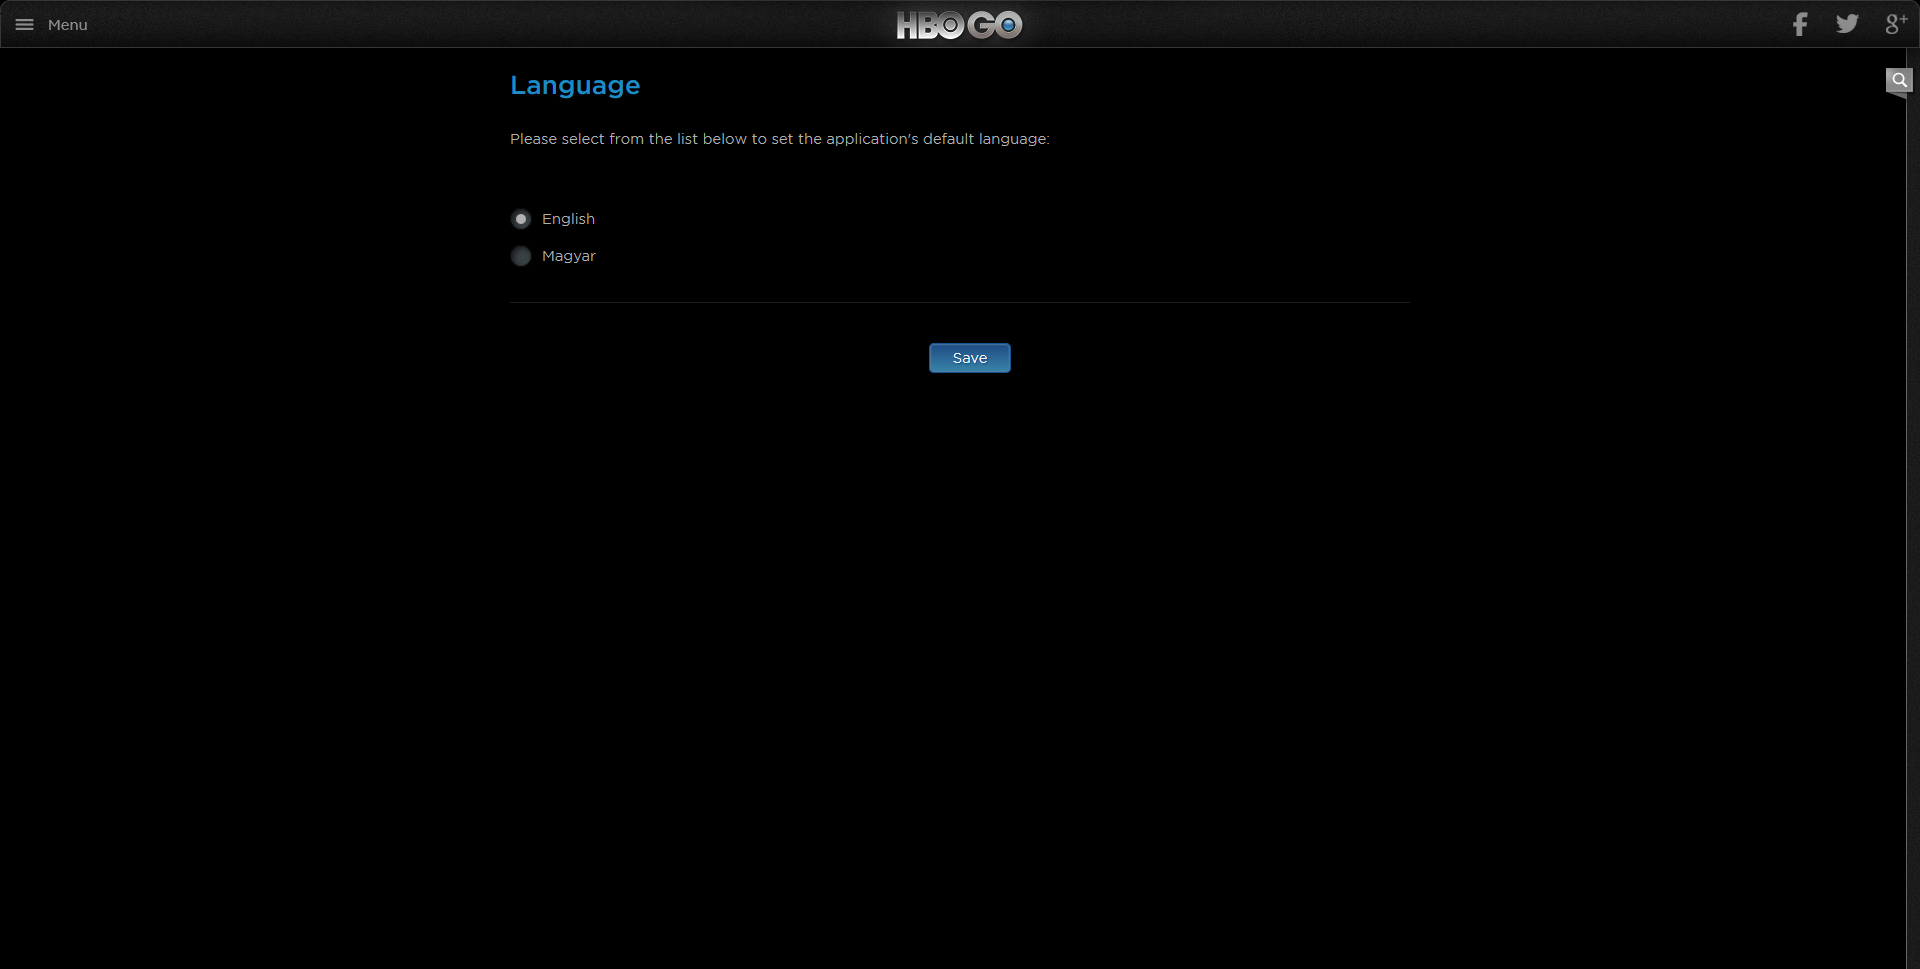 Menu
HBO GO
8+
Language
Please select from the list below to set the application's default language:
English
Magyar
Save